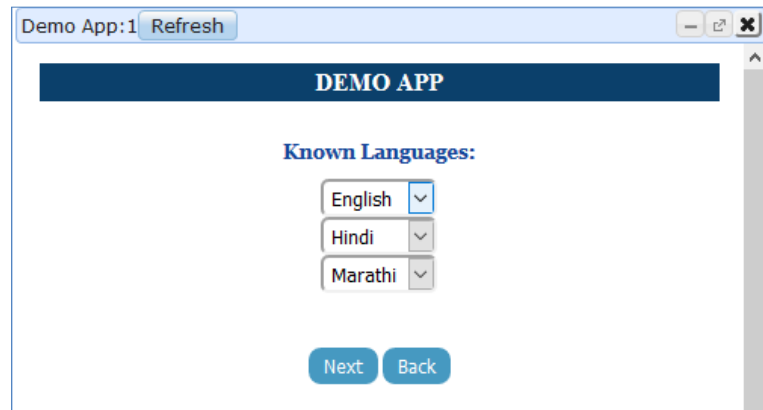 Demo App:1 Refresh
DEMO APP
Known Languages:
English
Hindi
Marathi
Next Back